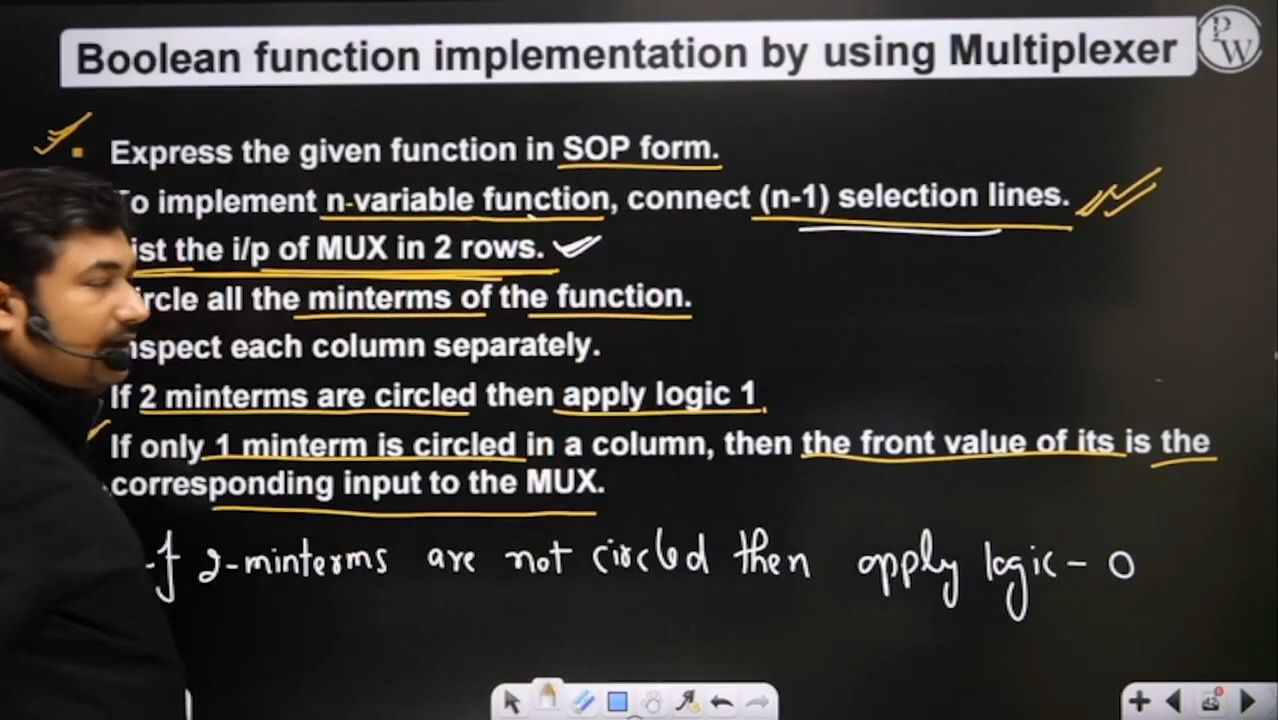 Boolean function implementation by using Multiplexer
PW
Express the given function in SOP form.
To implement n-variable function, connect (n-1) selection lines.
List the i/p of MUX in 2 rows.
Circle all the minterms of the function.
Inspect each column separately.
If 2 minterms are circled then apply logic 1.
If only 1 minterm is circled in a column, then the front value of its is the
corresponding input to the MUX.
If 2-minterms are not circled then apply logic - 0